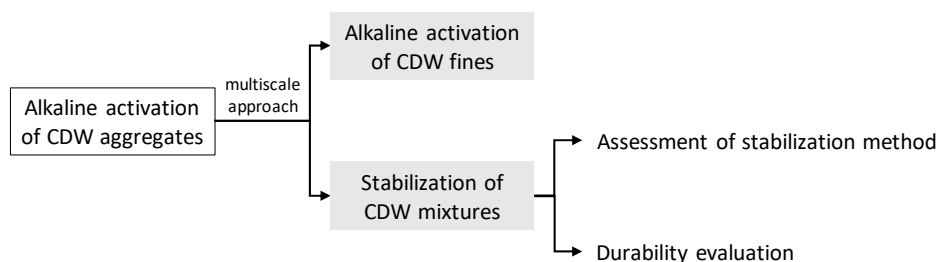 Alkaline activation
of CDW aggregates
multiscale
approach
Alkaline activation
of CDW fines
Stabilization of
CDW mixtures
Assessment of stabilization method
Durability evaluation